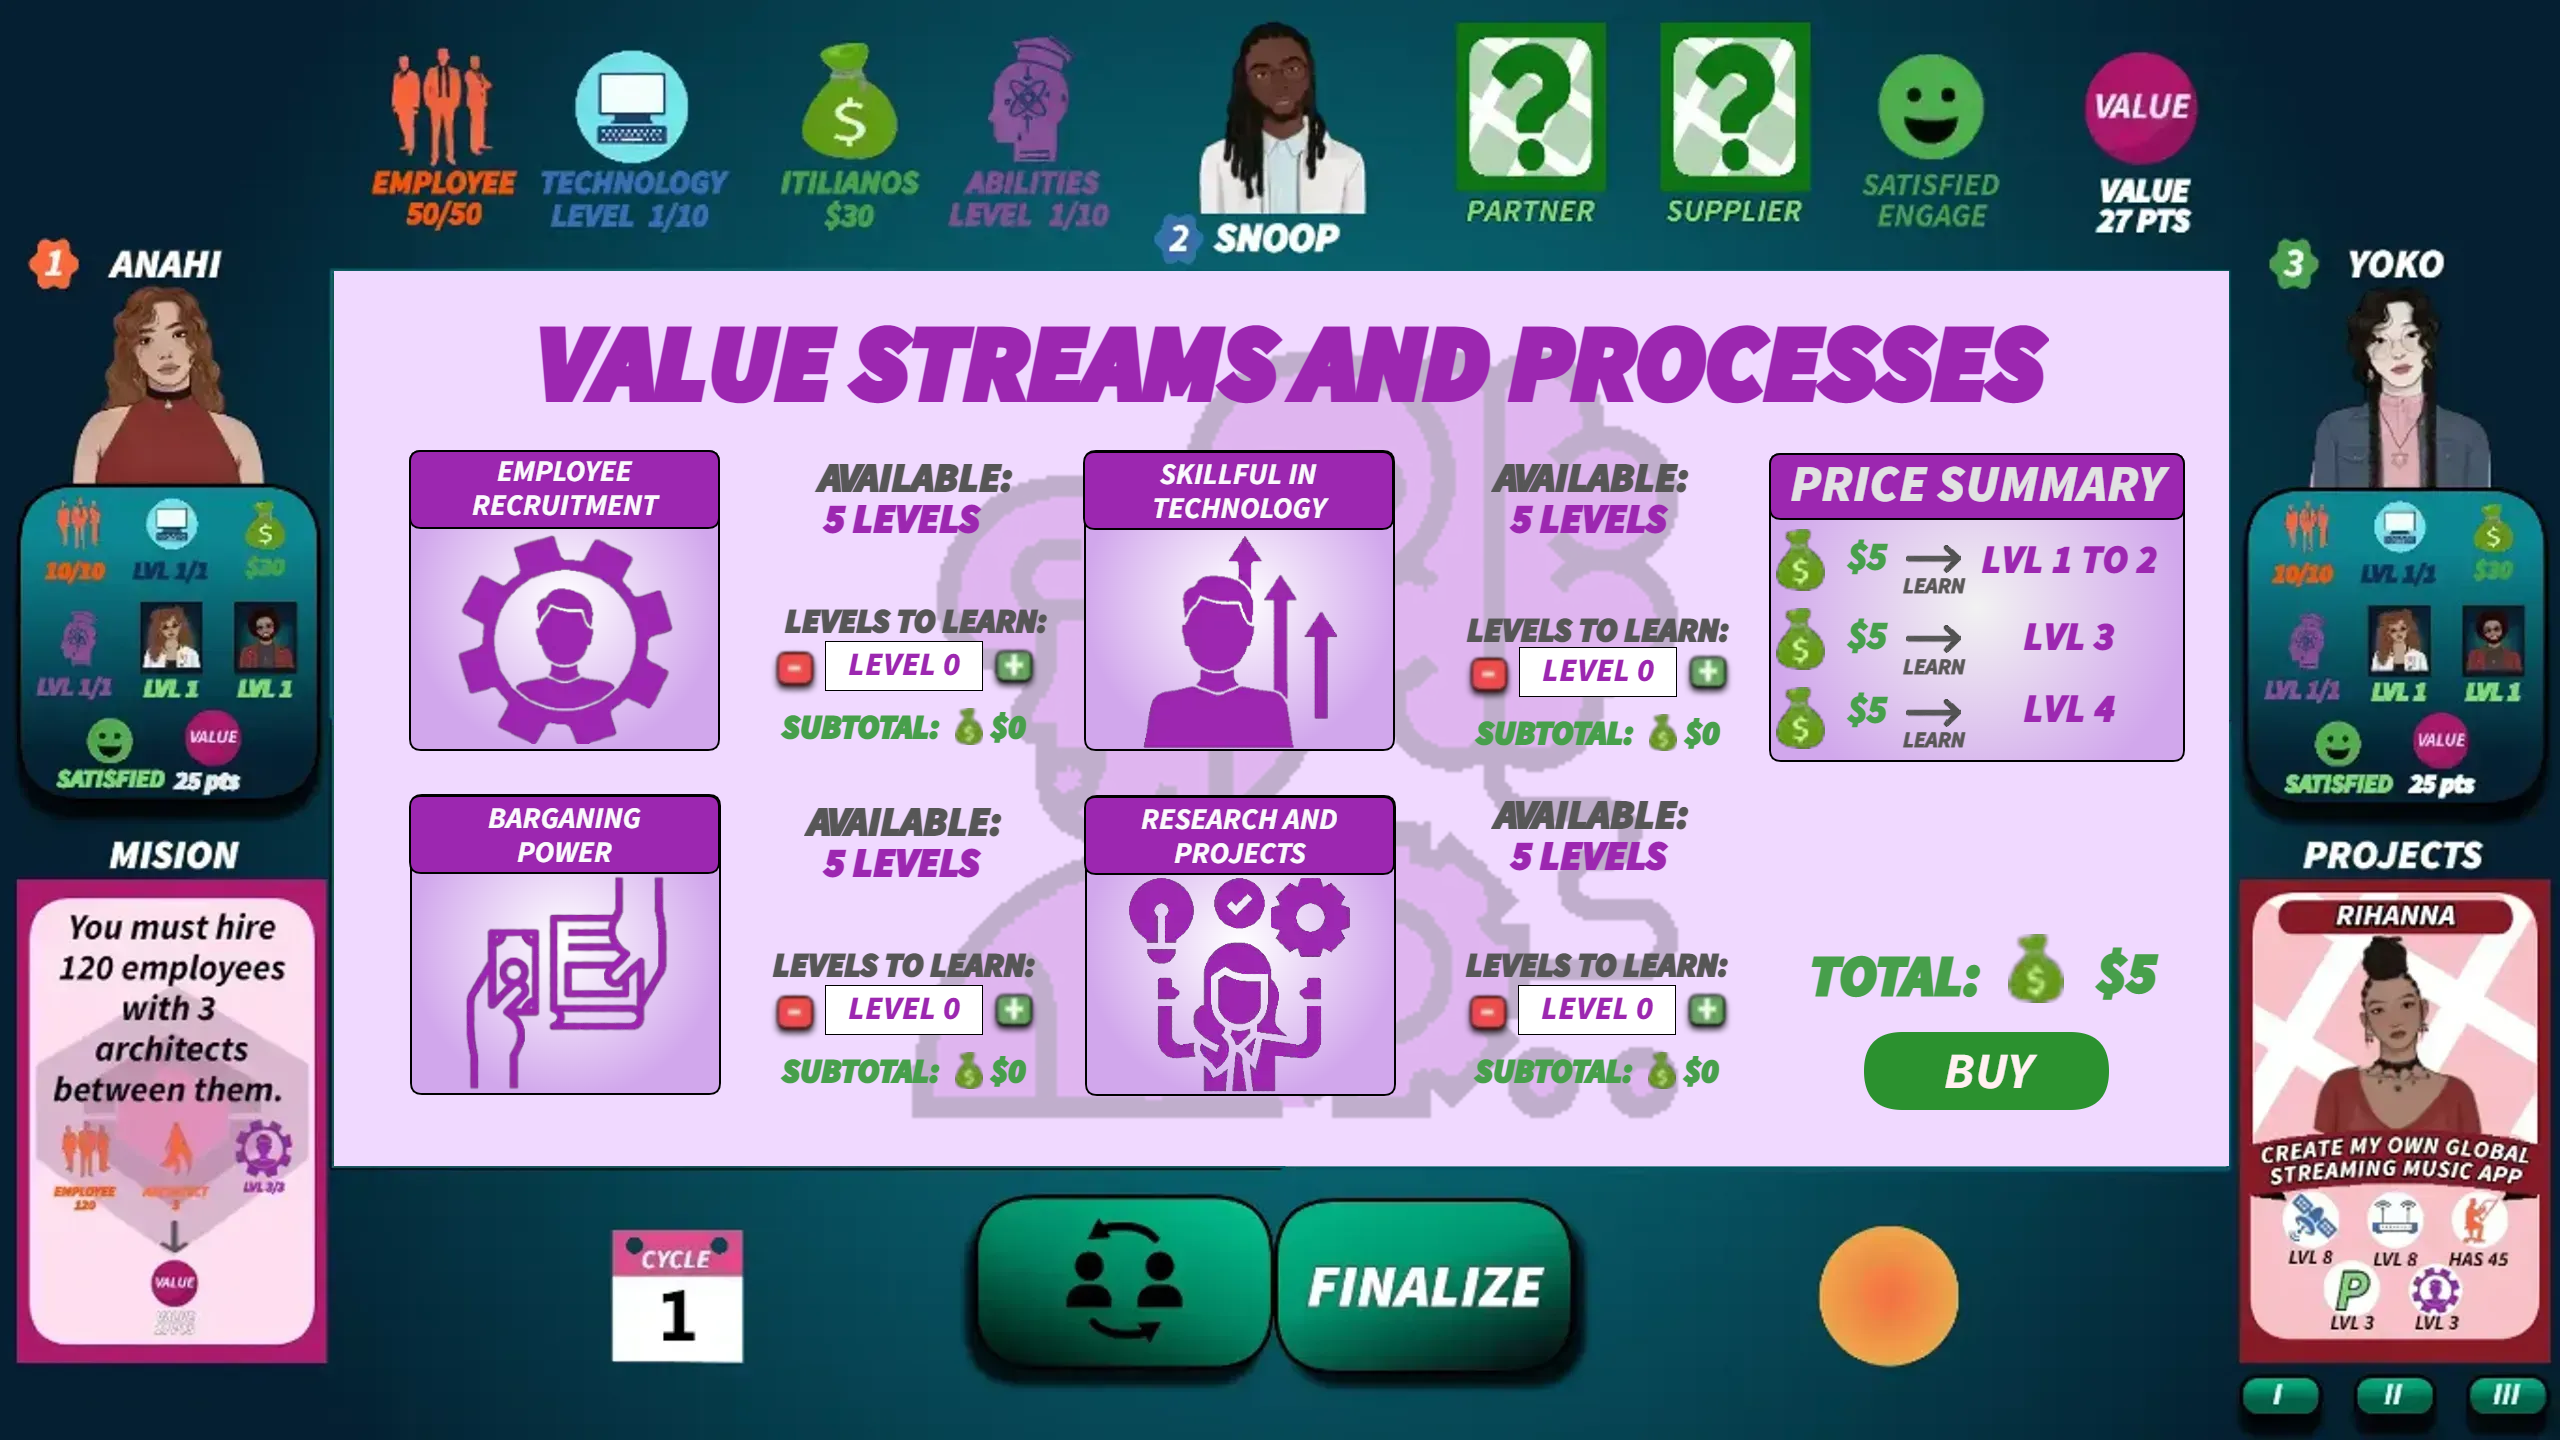 EMPLOYEE
50/50
TECHNOLOGY
LEVEL 1/10
ITILIANOS
$30
ABILITIES
LEVEL 1/10
2 SNOOP
PARTNER
SUPPLIER
SATISFIED
ENGAGE
VALUE
VALUE
27 PTS
1 ANAHI
3 YOKO
VALUE STREAMS AND PROCESSES
EMPLOYEE
RECRUITMENT
AVAILABLE:
5 LEVELS
LEVELS TO LEARN:
- LEVEL 0 +
SUBTOTAL: $0
SKILLFUL IN
TECHNOLOGY
AVAILABLE:
5 LEVELS
LEVELS TO LEARN:
- LEVEL 0 +
SUBTOTAL: $0
PRICE SUMMARY
$5 → LVL 1 TO 2
LEARN
$5 → LVL 3
LEARN
$5 → LVL 4
LEARN
BARGANING
POWER
AVAILABLE:
5 LEVELS
LEVELS TO LEARN:
- LEVEL 0 +
SUBTOTAL: $0
RESEARCH AND
PROJECTS
AVAILABLE:
5 LEVELS
LEVELS TO LEARN:
- LEVEL 0 +
SUBTOTAL: $0
TOTAL: $5
BUY
10/10 LVL 1/1 $30
LVL 1/1 LVL 1 LVL 1
VALUE
SATISFIED 25 pts
MISION
You must hire
120 employees
with 3
architects
between them.
EMPLOYEE
120
ARCHITECT
3
LVL 3/3
VALUE
10/10 LVL 1/1 $30
LVL 1/1 LVL 1 LVL 1
VALUE
SATISFIED 25 pts
PROJECTS
RIHANNA
CREATE MY OWN GLOBAL
STREAMING MUSIC APP
LVL 8 LVL 8 HAS 45
P
LVL 3 LVL 3
I II III
CYCLE
1
FINALIZE